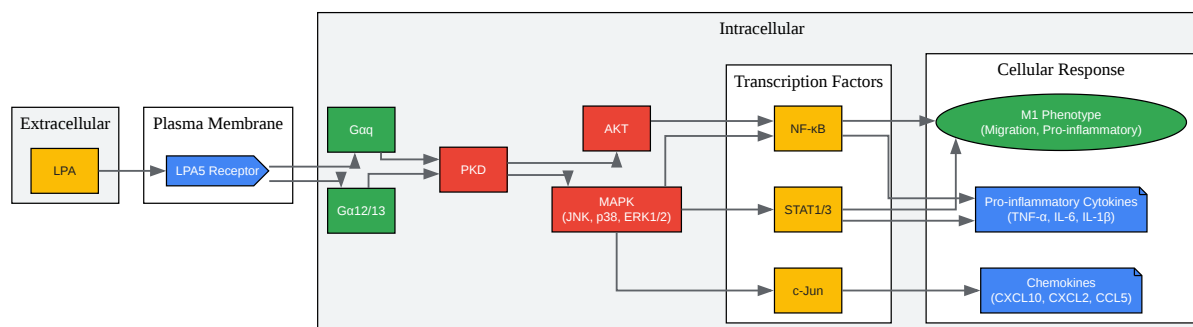 Intracellular
Extracellular
LPA
Plasma Membrane
LPA5 Receptor
Gαq
Gα12/13
PKD
AKT
MAPK
(JNK, p38, ERK1/2)
Transcription Factors
NF-κB
STAT1/3
c-Jun
Cellular Response
M1 Phenotype
(Migration, Pro-inflammatory)
Pro-inflammatory Cytokines
(TNF-α, IL-6, IL-1β)
Chemokines
(CXCL10, CXCL2, CCL5)